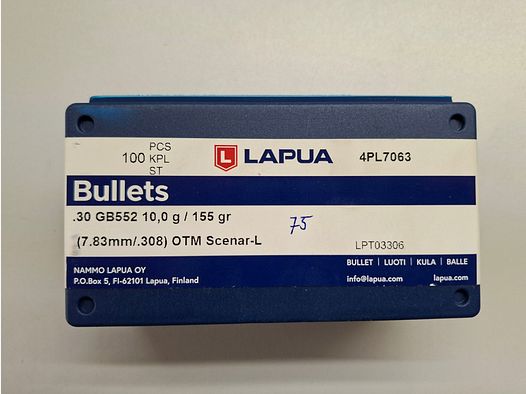 100 PCS KPL ST
LAPUA
4PL7063
Bullets
.30 GB552 10,0 g / 155 gr
75
(7.83mm/.308) OTM Scenar-L
LPT03306
NAMMO LAPUA OY
P.O.Box 5, FI-62101 Lapua, Finland
BULLET | LUOTI | KULA | BALLE
info@lapua.com lapua.com